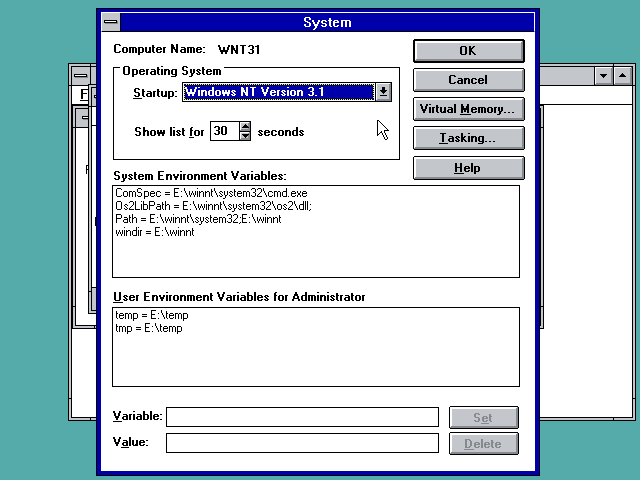 System
Computer Name: WNT31
OK
Operating System
Cancel
Startup: Windows NT Version 3.1
Virtual Memory...
Show list for 30 seconds
Tasking...
Help
System Environment Variables:
ComSpec = E:\winnt\system32\cmd.exe
Os2LibPath = E:\winnt\system32\os2\dll;
Path = E:\winnt\system32;E:\winnt
windir = E:\winnt
User Environment Variables for Administrator
temp = E:\temp
tmp = E:\temp
Variable:
Set
Value:
Delete